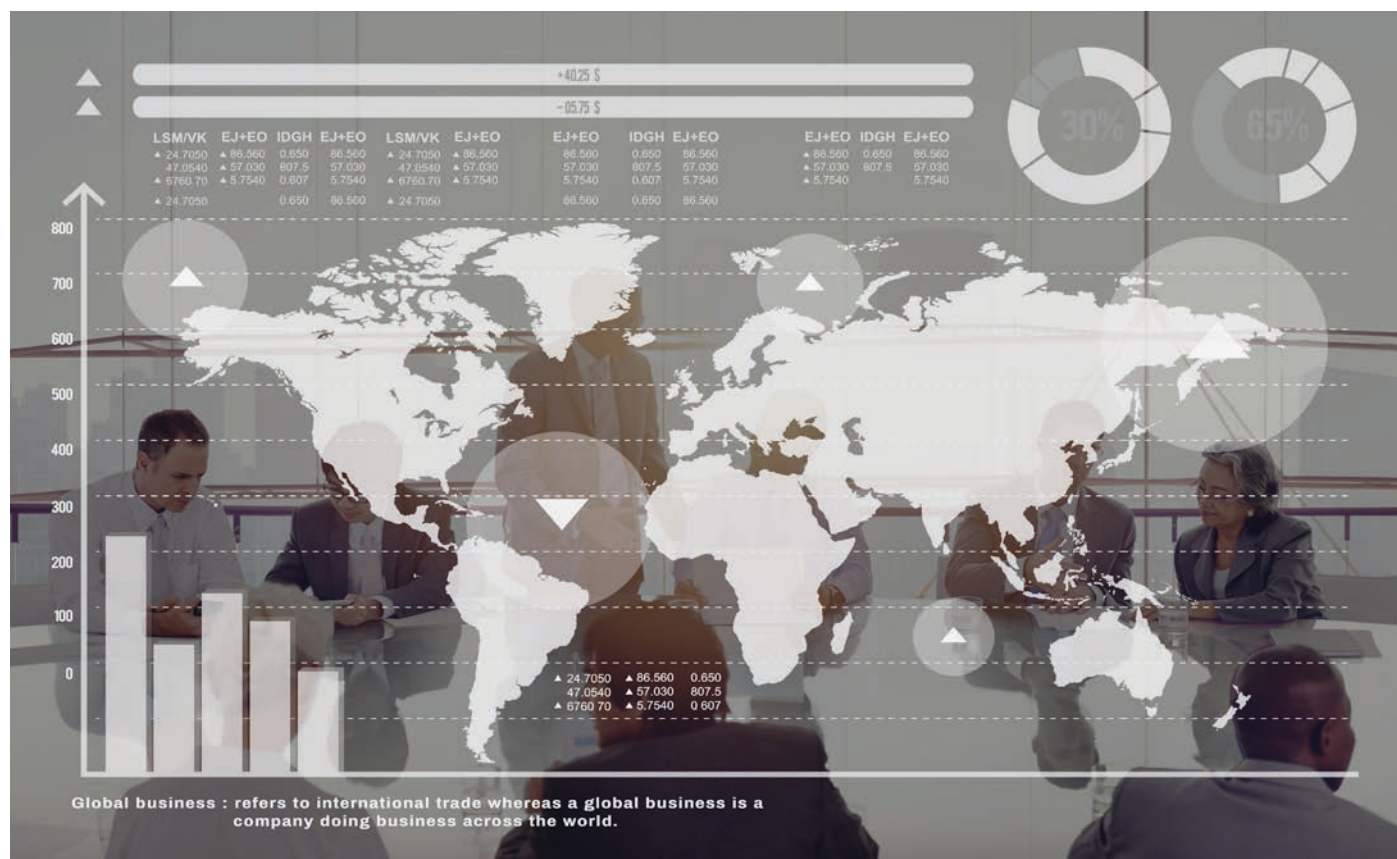 +40.25 $
-05.75 $
30%
65%
LSM/VK EJ+EO IDGH EJ+EO LSM/VK EJ+EO EJ+EO IDGH EJ+EO EJ+EO IDGH EJ+EO
▲ 24.7050 ▲ 86.560 0.650 86.560 ▲ 24.7050 ▲ 86.560 86.560 0.650 86.560 ▲ 86.560 0.650 86.560
47.0540 ▲ 57.030 807.5 57.030 47.0540 ▲ 57.030 57.030 807.5 57.030 ▲ 57.030 807.5 57.030
▲ 6760.70 ▲ 5.7540 0.607 5.7540 ▲ 6760.70 ▲ 5.7540 5.7540 0.607 5.7540 ▲ 5.7540 5.7540
▲ 24.7050 0.650 86.560 ▲ 24.7050 86.560 0.650 86.560
800
700
600
500
400
300
200
100
0
▲ 24.7050 ▲ 86.560 0.650
47.0540 ▲ 57.030 807.5
▲ 6760 70 ▲ 5.7540 0 607
Global business : refers to international trade whereas a global business is a
company doing business across the world.